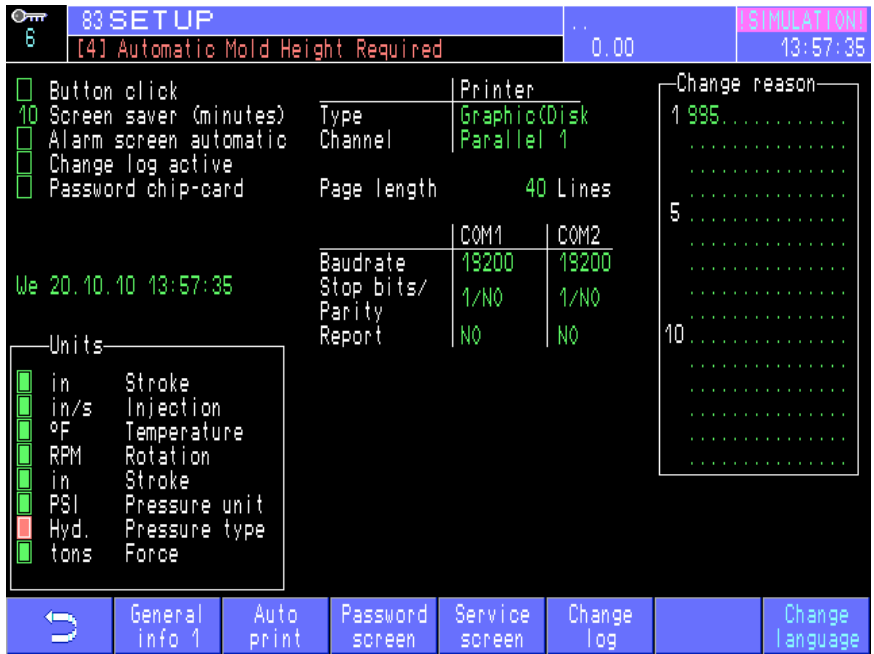 6
83 SETUP
[4] Automatic Mold Height Required
..
0.00
!SIMULATION!
13:57:35
Button click
10 Screen saver (minutes)
Alarm screen automatic
Change log active
Password chip-card
We 20.10.10 13:57:35
Printer
Type Graphic(Disk
Channel Parallel 1
Page length 40 Lines
COM1 COM2
Baudrate 19200 19200
Stop bits/
Parity 1/NO 1/NO
Report NO NO
Change reason
1 995.............
...............
...............
...............
5 ...............
...............
...............
...............
...............
10 ...............
...............
...............
...............
...............
...............
Units
in Stroke
in/s Injection
ºF Temperature
RPM Rotation
in Stroke
PSI Pressure unit
Hyd. Pressure type
tons Force
General
info 1
Auto
print
Password
screen
Service
screen
Change
log
Change
language